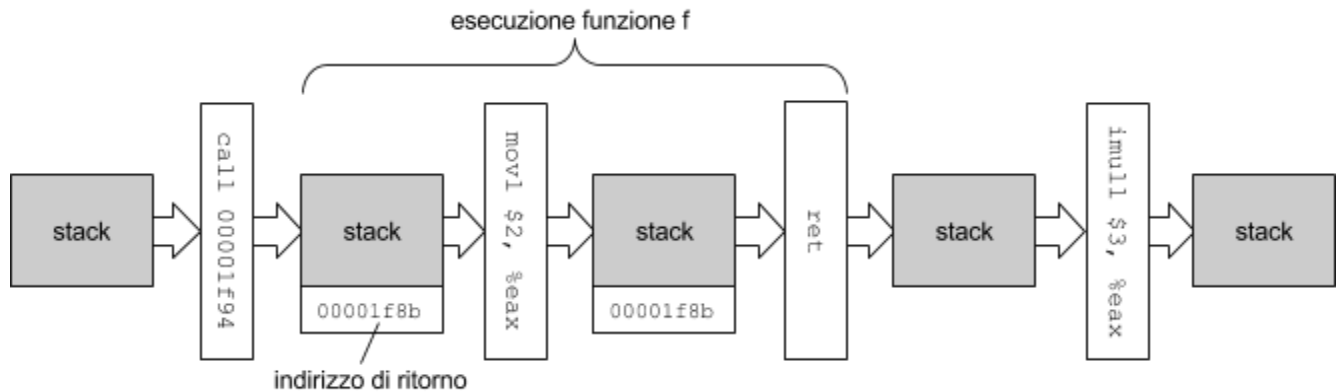 esecuzione funzione f
stack
call 00001f94
stack
00001f8b
indirizzo di ritorno
movl $2, %eax
stack
00001f8b
ret
stack
imull $3, %eax
stack